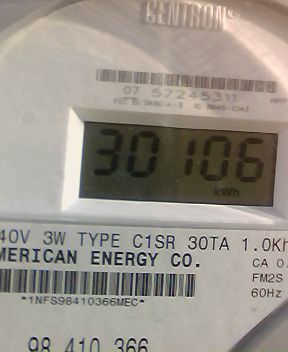 CENTRON®
07 57245311
30106
kWh
40V 3W TYPE C1SR 30TA 1.0Kh
MERICAN ENERGY CO.
CA 0.
FM2S
*1NFS98410366MEC*
60Hz
98 410 366